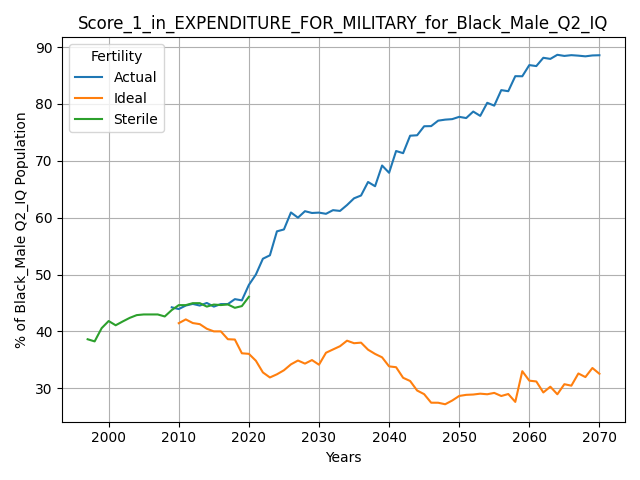 Score_1_in_EXPENDITURE_FOR_MILITARY_for_Black_Male_Q2_IQ
Fertility
Actual
Ideal
Sterile
% of Black_Male Q2_IQ Population
90
80
70
60
50
40
30
2000 2010 2020 2030 2040 2050 2060 2070
Years